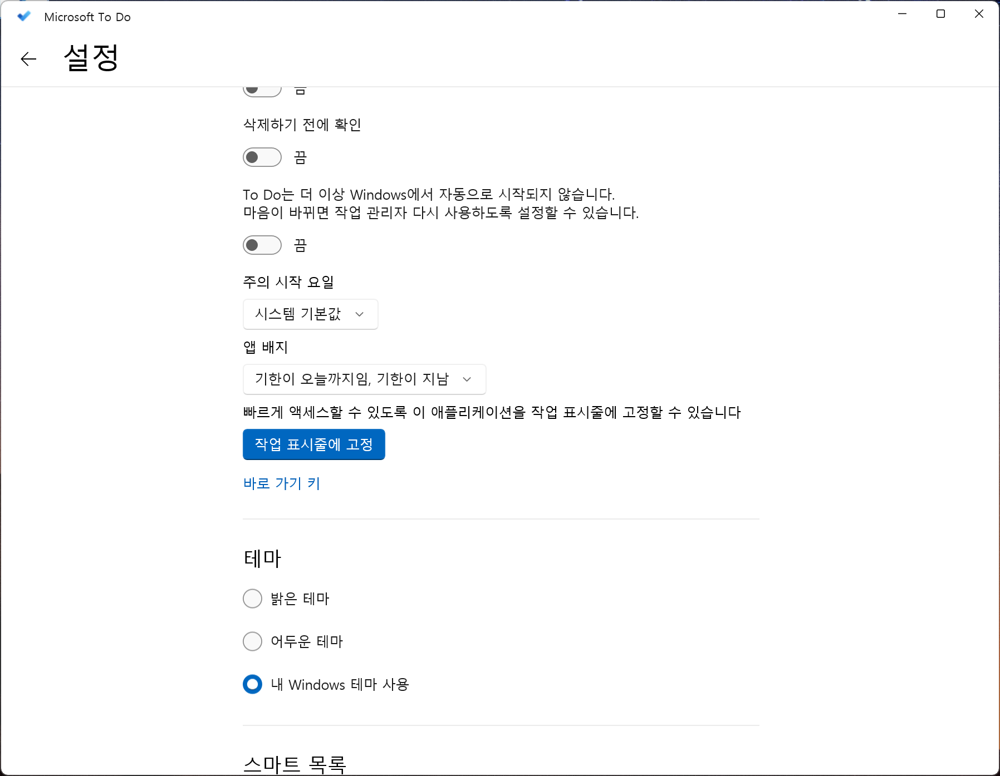 Microsoft To Do
설정
끔
삭제하기 전에 확인
끔
To Do는 더 이상 Windows에서 자동으로 시작되지 않습니다.
마음이 바뀌면 작업 관리자 다시 사용하도록 설정할 수 있습니다.
끔
주의 시작 요일
시스템 기본값
앱 배지
기한이 오늘까지임, 기한이 지남
빠르게 액세스할 수 있도록 이 애플리케이션을 작업 표시줄에 고정할 수 있습니다
작업 표시줄에 고정
바로 가기 키
테마
밝은 테마
어두운 테마
내 Windows 테마 사용
스마트 목록